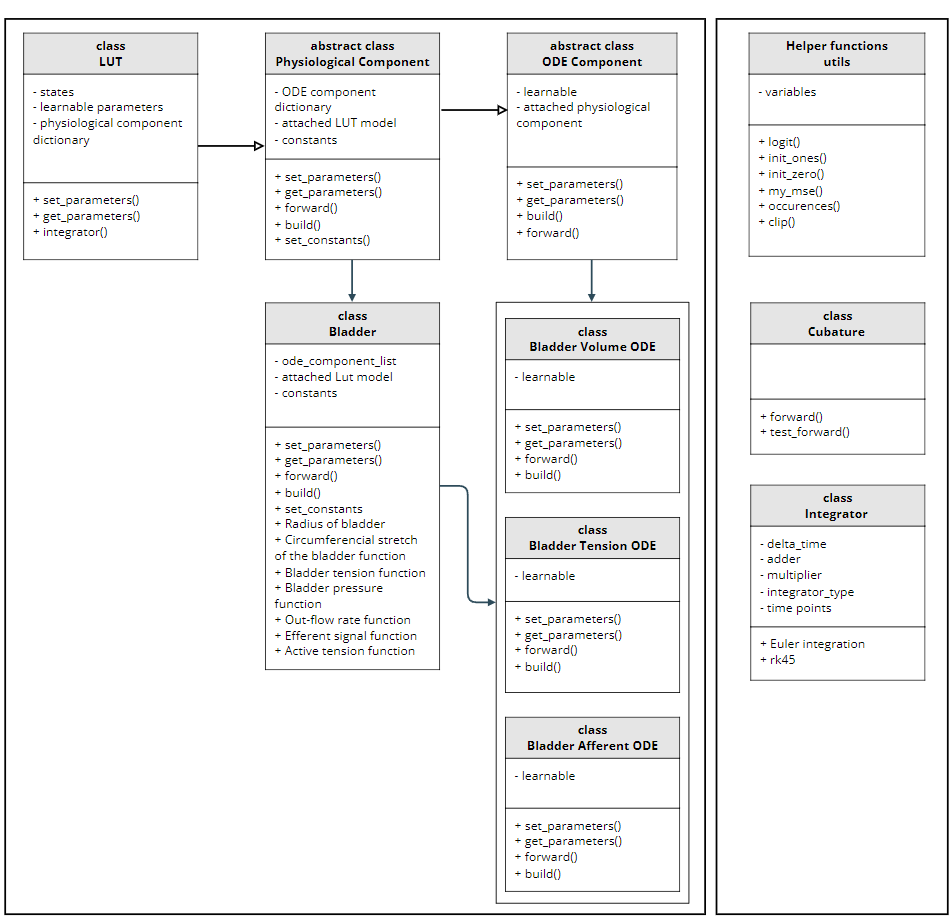 class
LUT
- states
- learnable parameters
- physiological component
dictionary
+ set_parameters()
+ get_parameters()
+ integrator()
abstract class
Physiological Component
- ODE component
dictionary
- attached LUT model
- constants
+ set_parameters()
+ get_parameters()
+ forward()
+ build()
+ set_constants()
abstract class
ODE Component
- learnable
- attached physiological
component
+ set_parameters()
+ get_parameters()
+ build()
+ forward()
class
Bladder
- ode_component_list
- attached Lut model
- constants
+ set_parameters()
+ get_parameters()
+ forward()
+ build()
+ set_constants
+ Radius of bladder
+ Circumferencial stretch
of the bladder function
+ Bladder tension function
+ Bladder pressure
function
+ Out-flow rate function
+ Efferent signal function
+ Active tension function
class
Bladder Volume ODE
- learnable
+ set_parameters()
+ get_parameters()
+ forward()
+ build()
class
Bladder Tension ODE
- learnable
+ set_parameters()
+ get_parameters()
+ forward()
+ build()
class
Bladder Afferent ODE
- learnable
+ set_parameters()
+ get_parameters()
+ forward()
+ build()
Helper functions
utils
- variables
+ logit()
+ init_ones()
+ init_zero()
+ my_mse()
+ occurences()
+ clip()
class
Cubature
+ forward()
+ test_forward()
class
Integrator
- delta_time
- adder
- multiplier
- integrator_type
- time points
+ Euler integration
+ rk45